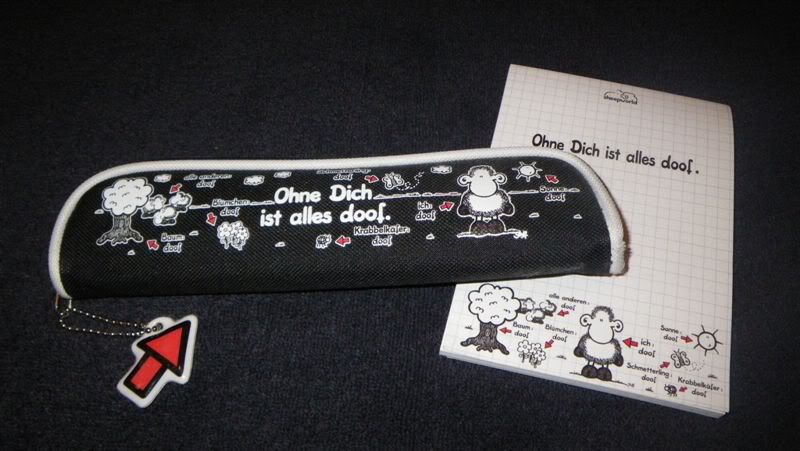 alle anderen:
doof
Schmetterling:
doof
Ohne Dich
ist alles doof.
Blümchen:
doof
Baum:
doof
Krabbelkäfer:
doof
ich:
doof
Sonne:
doof
sheepworld
Ohne Dich ist alles doof.
alle anderen:
doof
Baum:
doof
Blümchen:
doof
ich:
doof
Sonne:
doof
Schmetterling:
doof
Krabbelkäfer:
doof